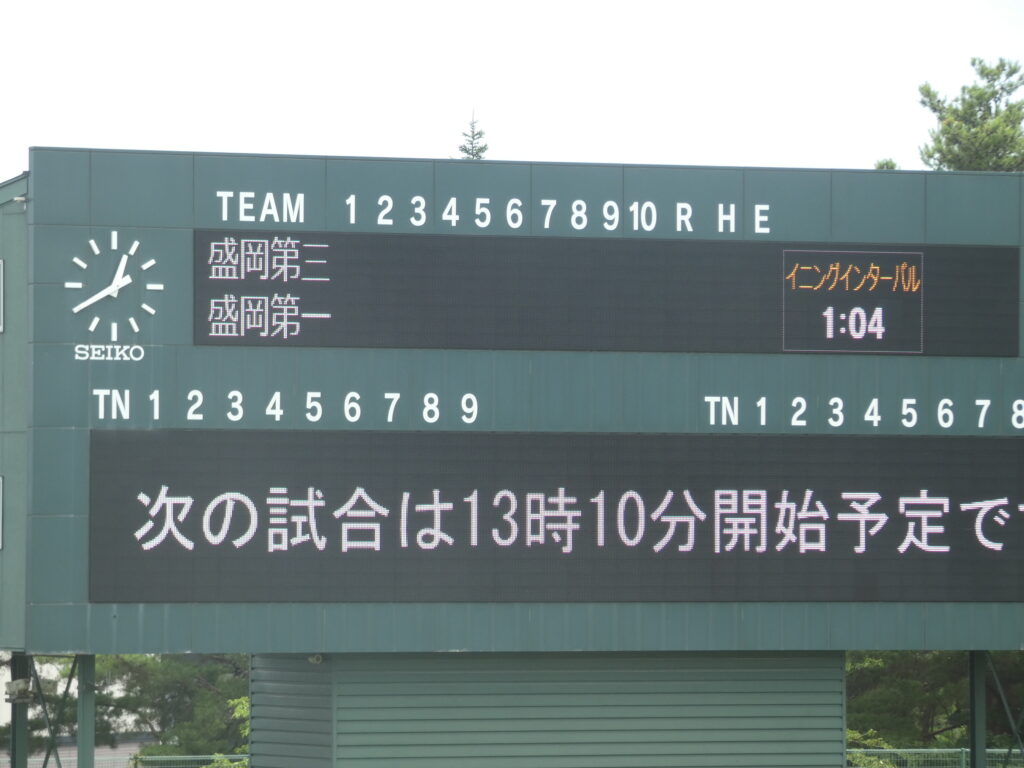 TEAM 1 2 3 4 5 6 7 8 9 10 R H E
盛岡第三
イニングインターバル
盛岡第一
1:04
SEIKO
TN 1 2 3 4 5 6 7 8 9
TN 1 2 3 4 5 6 7 8
次の試合は13時10分開始予定で